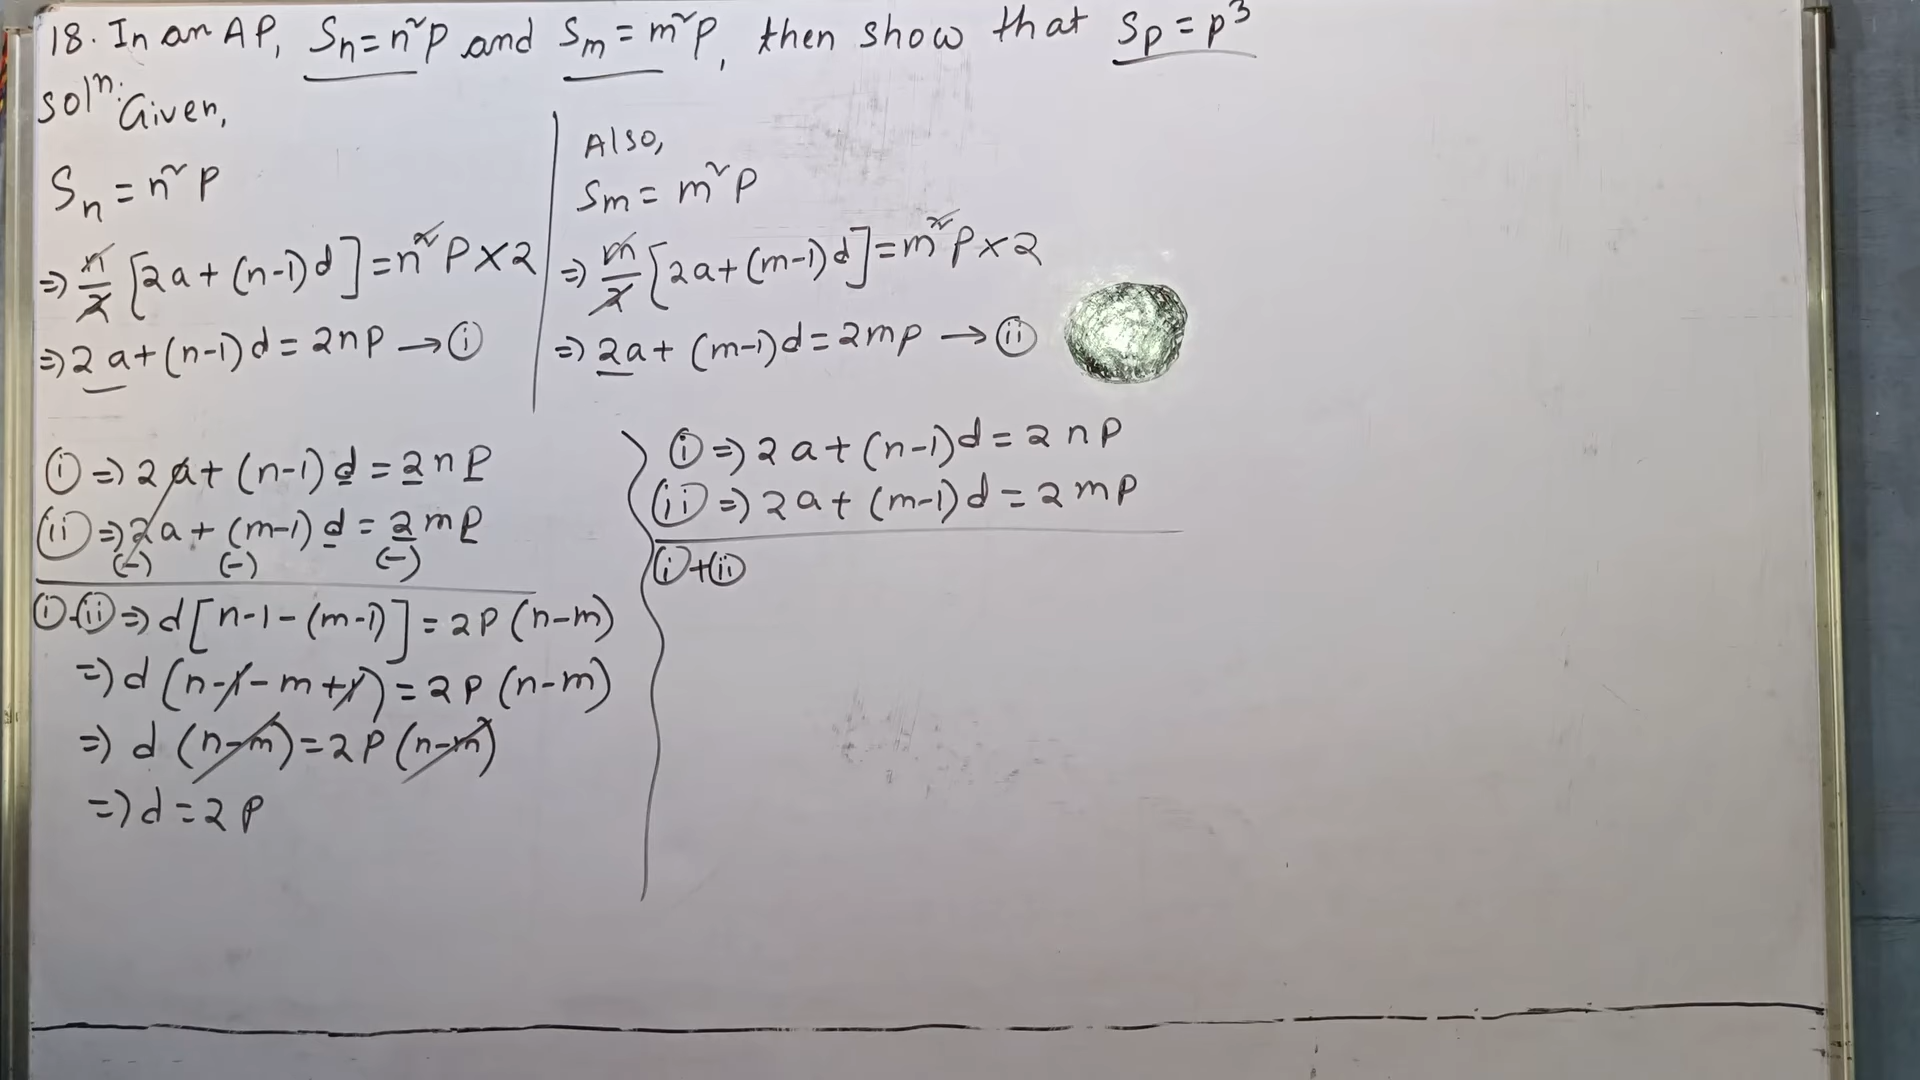 18. In an AP, Sn = n²p and Sm = m²p, then show that Sp = p³
Solⁿ: Given,
Sn = n²p
⇒ n/2 [2a + (n-1)d] = n²p × 2
⇒ 2a + (n-1)d = 2np → (i)
Also,
Sm = m²p
⇒ m/2 [2a + (m-1)d] = m²p × 2
⇒ 2a + (m-1)d = 2mp → (ii)
(i) ⇒ 2a + (n-1)d = 2np
(ii) ⇒ 2a + (m-1)d = 2mp
(-) (-) (-)
(i)-(ii) ⇒ d[n-1-(m-1)] = 2p(n-m)
⇒ d(n-1-m+1) = 2p(n-m)
⇒ d(n-m) = 2p(n-m)
⇒ d = 2p
(i) ⇒ 2a + (n-1)d = 2np
(ii) ⇒ 2a + (m-1)d = 2mp
(i)+(ii)